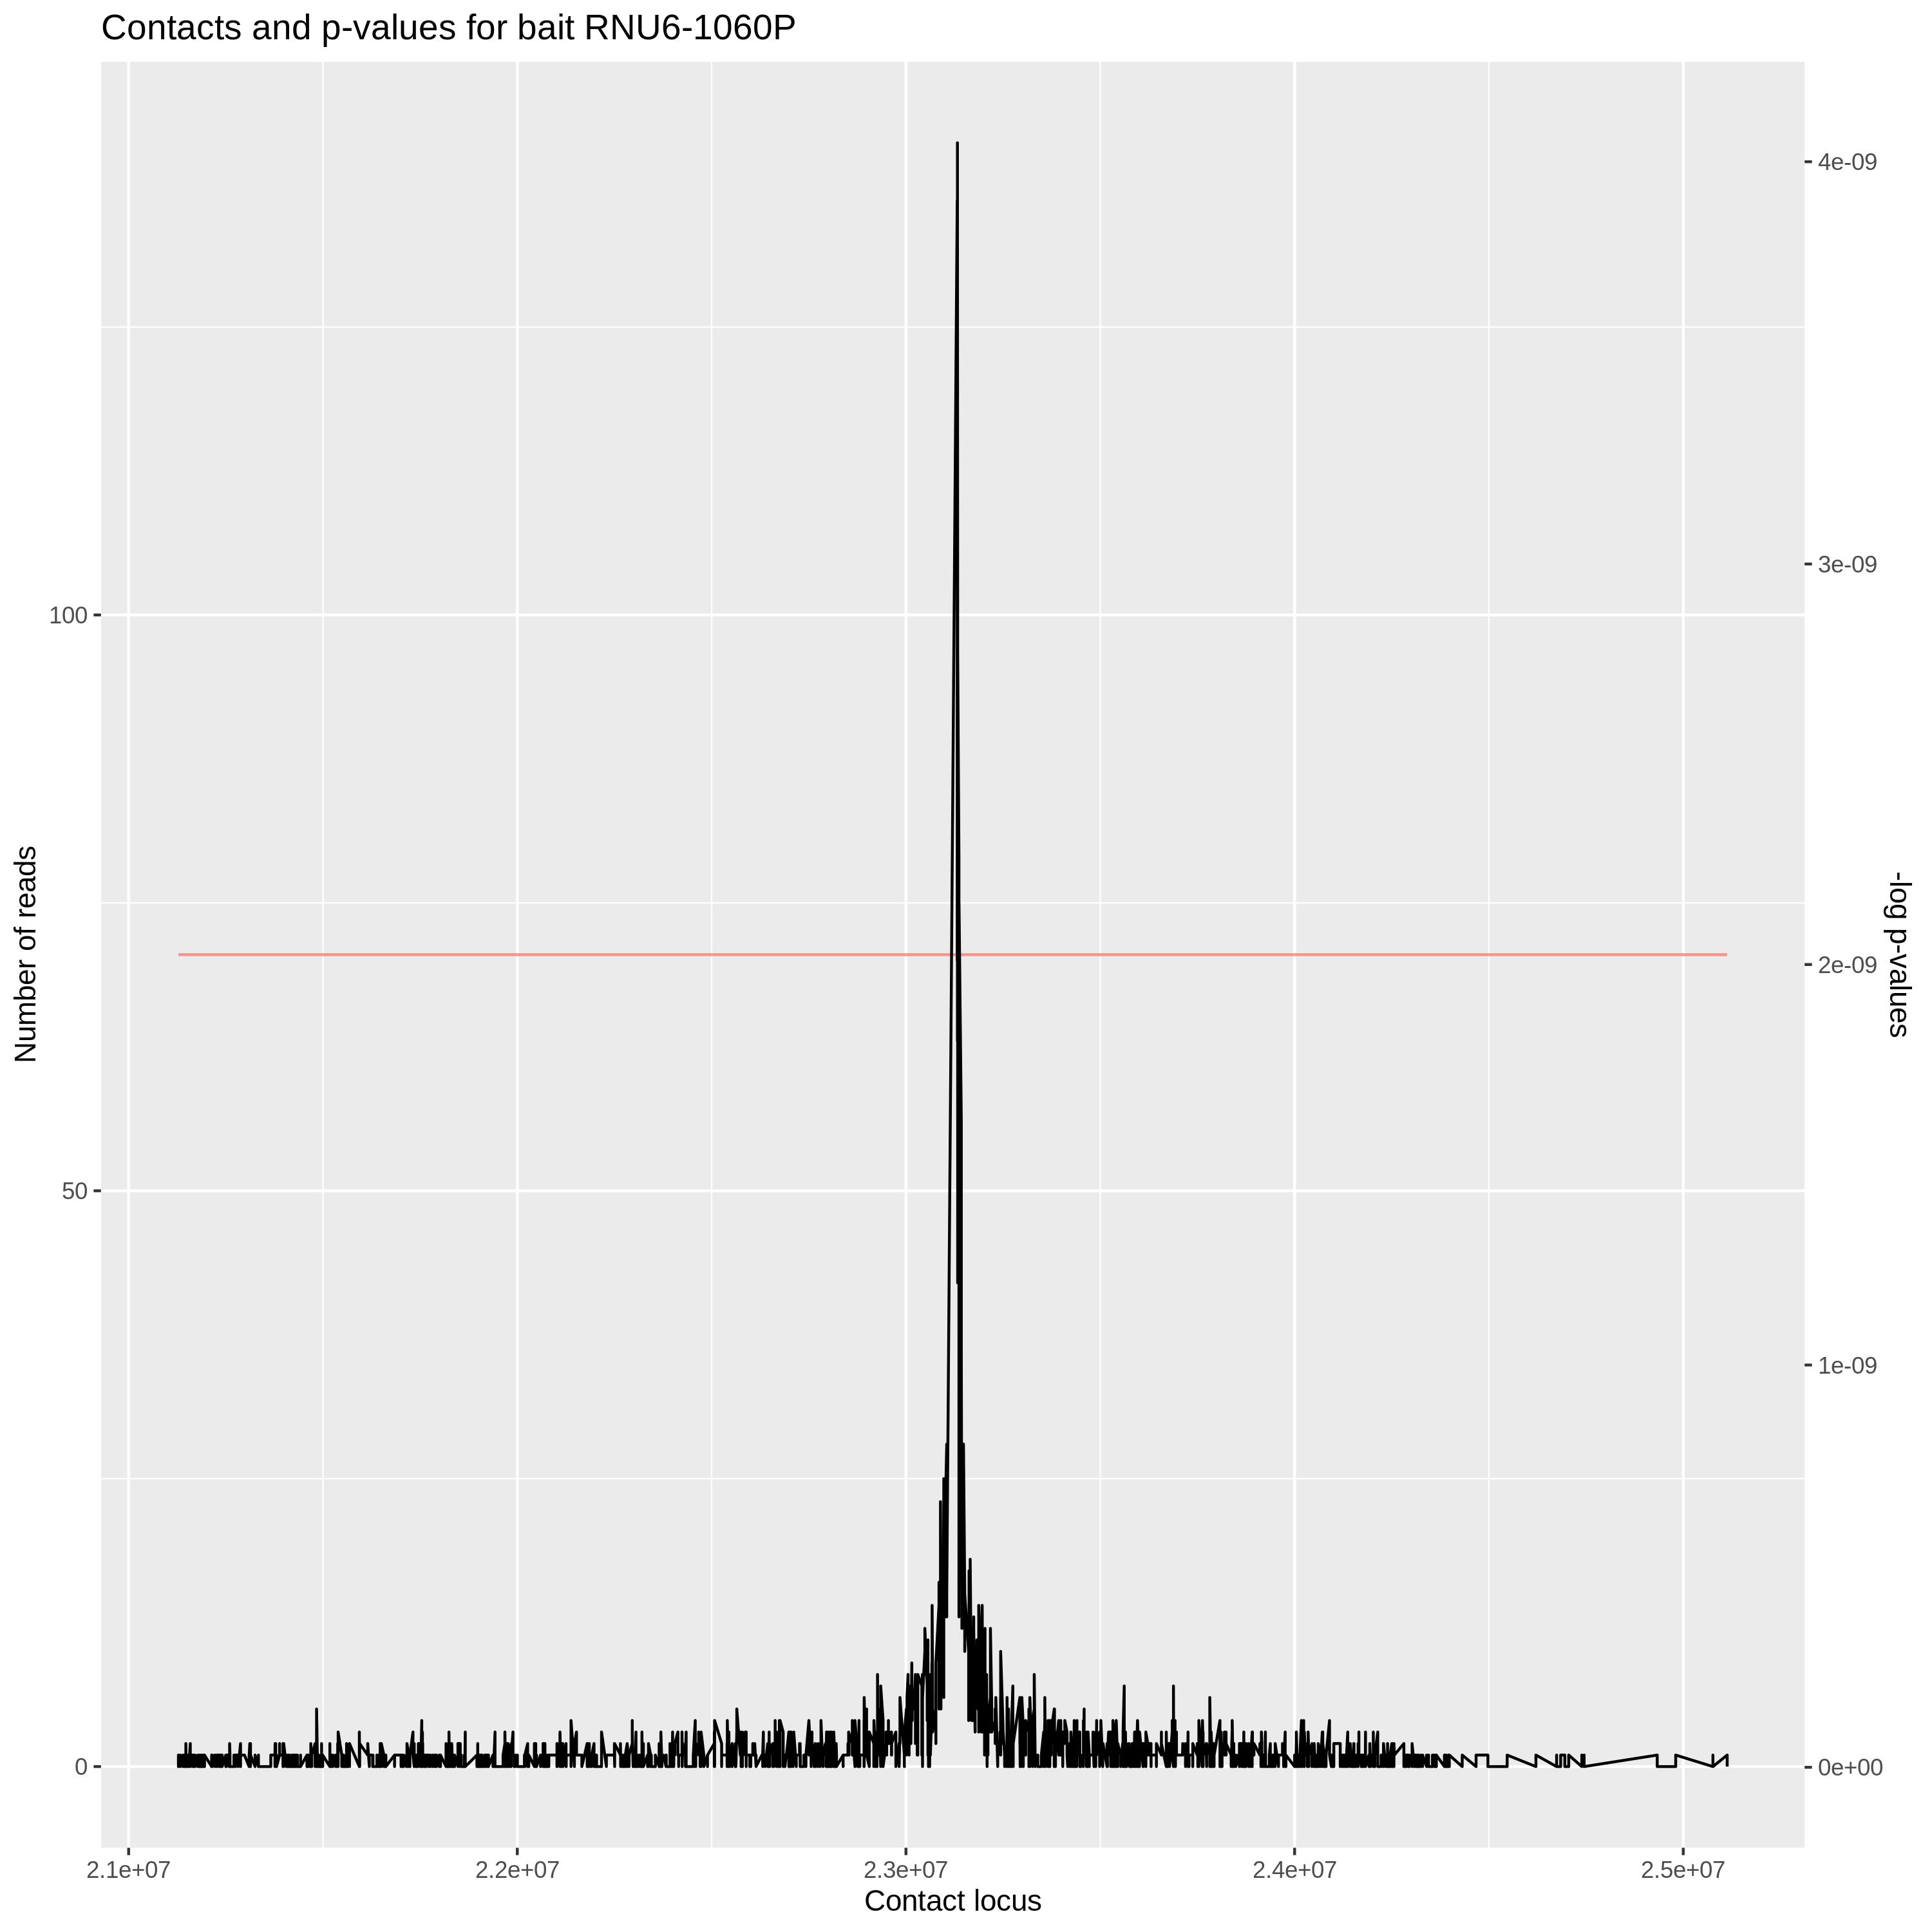 Contacts and p-values for bait RNU6-1060P
Number of reads
100
50
0
4e-09
3e-09
2e-09
1e-09
0e+00
-log p-values
2.1e+07
2.2e+07
2.3e+07
2.4e+07
2.5e+07
Contact locus